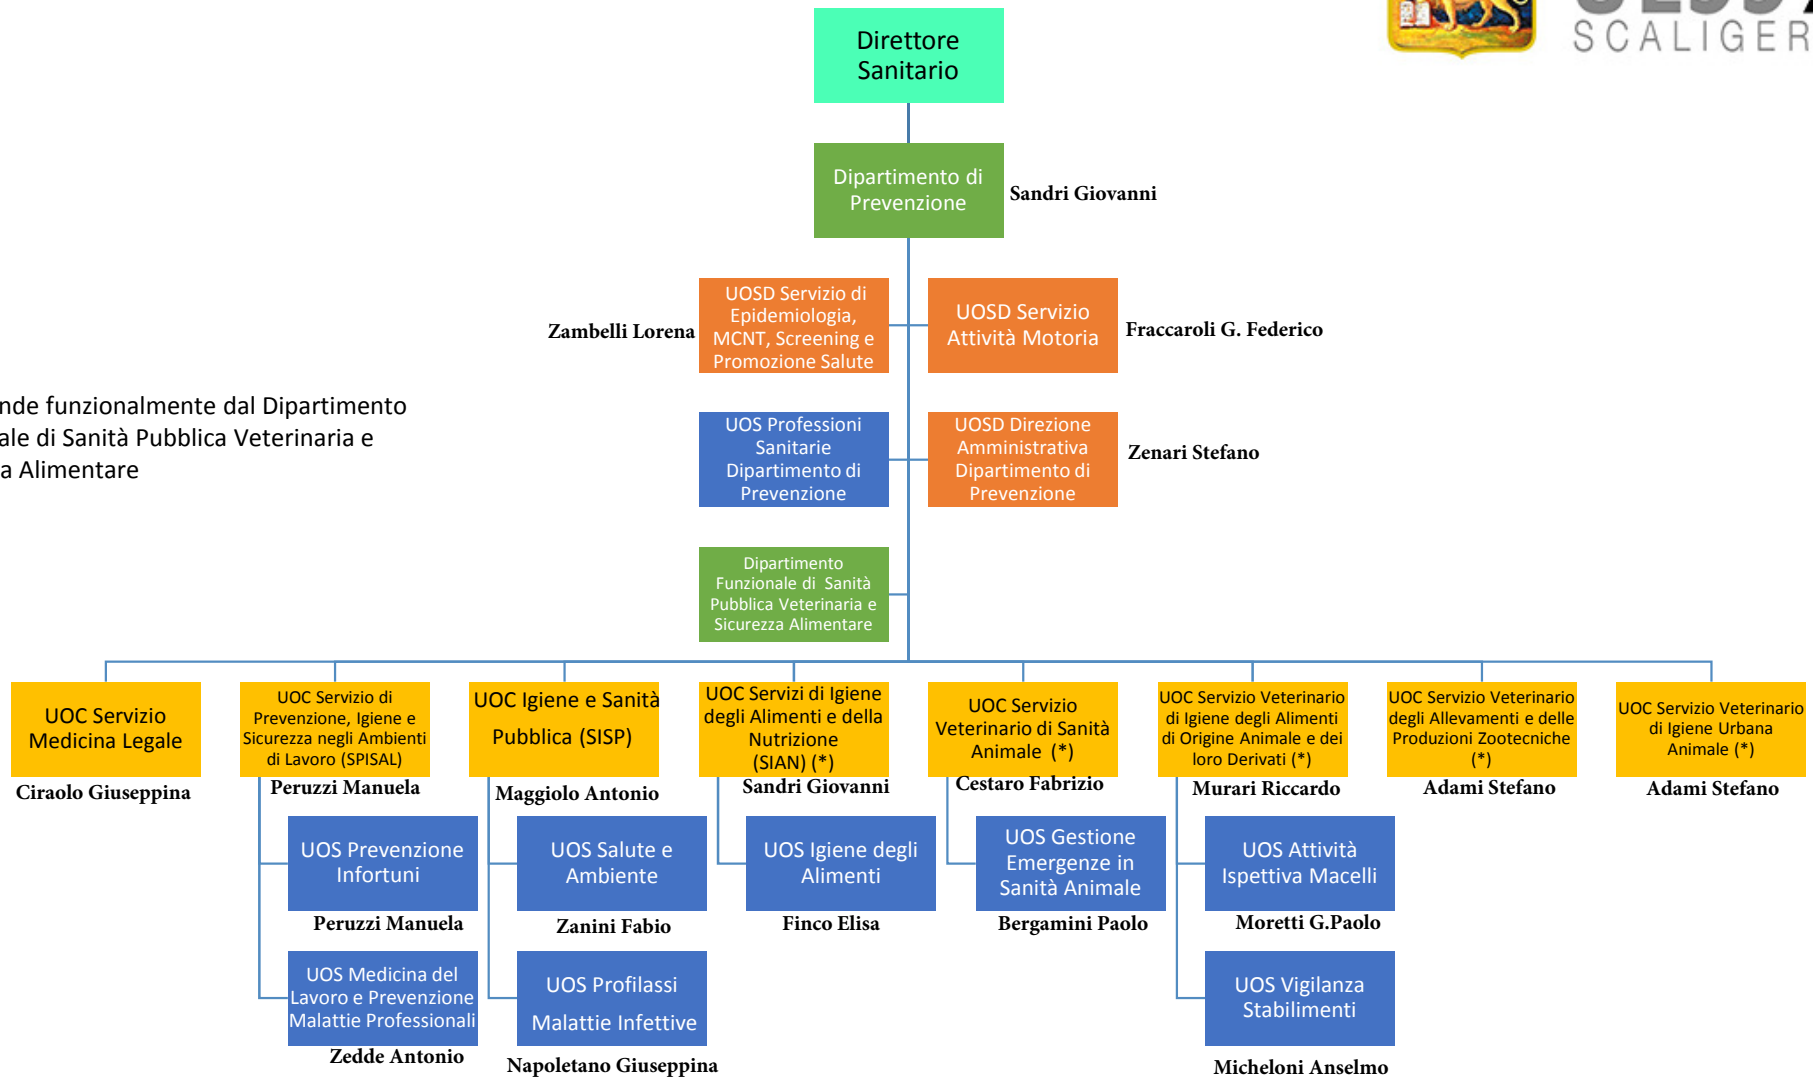 SCALIGER
Direttore
Sanitario
Dipartimento di
Prevenzione
Sandri Giovanni
UOSD Servizio di
Epidemiologia,
MCNT, Screening e
Promozione Salute
Zambelli Lorena
UOSD Servizio
Attività Motoria
Fraccaroli G. Federico
nde funzionalmente dal Dipartimento
ale di Sanità Pubblica Veterinaria e
a Alimentare
UOS Professioni
Sanitarie
Dipartimento di
Prevenzione
UOSD Direzione
Amministrativa
Dipartimento di
Prevenzione
Zenari Stefano
Dipartimento
Funzionale di Sanità
Pubblica Veterinaria e
Sicurezza Alimentare
UOC Servizio
Medicina Legale
Ciraolo Giuseppina
UOC Servizio di
Prevenzione, Igiene e
Sicurezza negli Ambienti
di Lavoro (SPISAL)
Peruzzi Manuela
UOC Igiene e Sanità
Pubblica (SISP)
Maggiolo Antonio
UOC Servizi di Igiene
degli Alimenti e della
Nutrizione
(SIAN) (*)
Sandri Giovanni
UOC Servizio
Veterinario di Sanità
Animale (*)
Cestaro Fabrizio
UOC Servizio Veterinario
di Igiene degli Alimenti
di Origine Animale e dei
loro Derivati (*)
Murari Riccardo
UOC Servizio Veterinario
degli Allevamenti e delle
Produzioni Zootecniche
(*)
Adami Stefano
UOC Servizio Veterinario
di Igiene Urbana
Animale (*)
Adami Stefano
UOS Prevenzione
Infortuni
Peruzzi Manuela
UOS Salute e
Ambiente
Zanini Fabio
UOS Igiene degli
Alimenti
Finco Elisa
UOS Gestione
Emergenze in
Sanità Animale
Bergamini Paolo
UOS Attività
Ispettiva Macelli
Moretti G.Paolo
UOS Medicina del
Lavoro e Prevenzione
Malattie Professionali
Zedde Antonio
UOS Profilassi
Malattie Infettive
Napoletano Giuseppina
UOS Vigilanza
Stabilimenti
Micheloni Anselmo